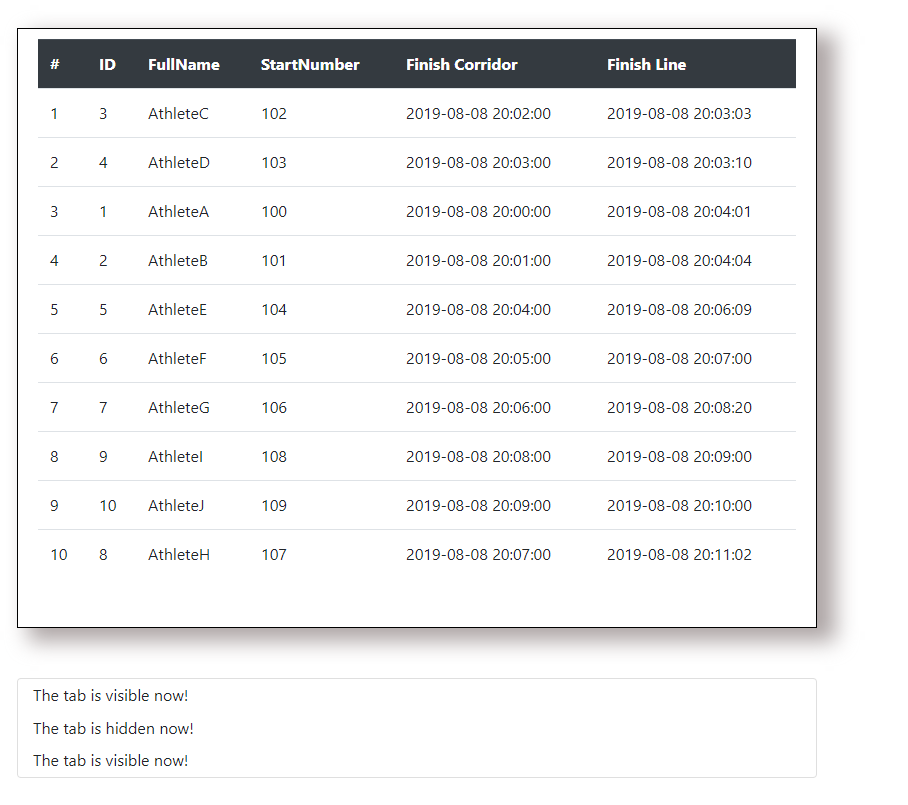 # ID FullName StartNumber Finish Corridor Finish Line
1 3 AthleteC 102 2019-08-08 20:02:00 2019-08-08 20:03:03
2 4 AthleteD 103 2019-08-08 20:03:00 2019-08-08 20:03:10
3 1 AthleteA 100 2019-08-08 20:00:00 2019-08-08 20:04:01
4 2 AthleteB 101 2019-08-08 20:01:00 2019-08-08 20:04:04
5 5 AthleteE 104 2019-08-08 20:04:00 2019-08-08 20:06:09
6 6 AthleteF 105 2019-08-08 20:05:00 2019-08-08 20:07:00
7 7 AthleteG 106 2019-08-08 20:06:00 2019-08-08 20:08:20
8 9 AthleteI 108 2019-08-08 20:08:00 2019-08-08 20:09:00
9 10 AthleteJ 109 2019-08-08 20:09:00 2019-08-08 20:10:00
10 8 AthleteH 107 2019-08-08 20:07:00 2019-08-08 20:11:02
The tab is visible now!
The tab is hidden now!
The tab is visible now!